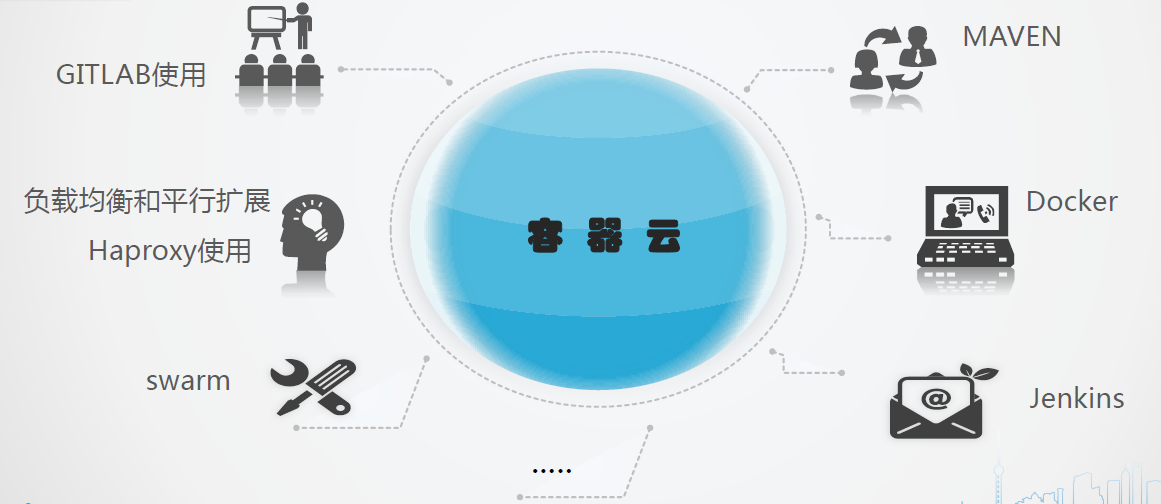 GITLAB使用
MAVEN
负载均衡和平行扩展
Haproxy使用
容器云
Docker
swarm
@
Jenkins
.....